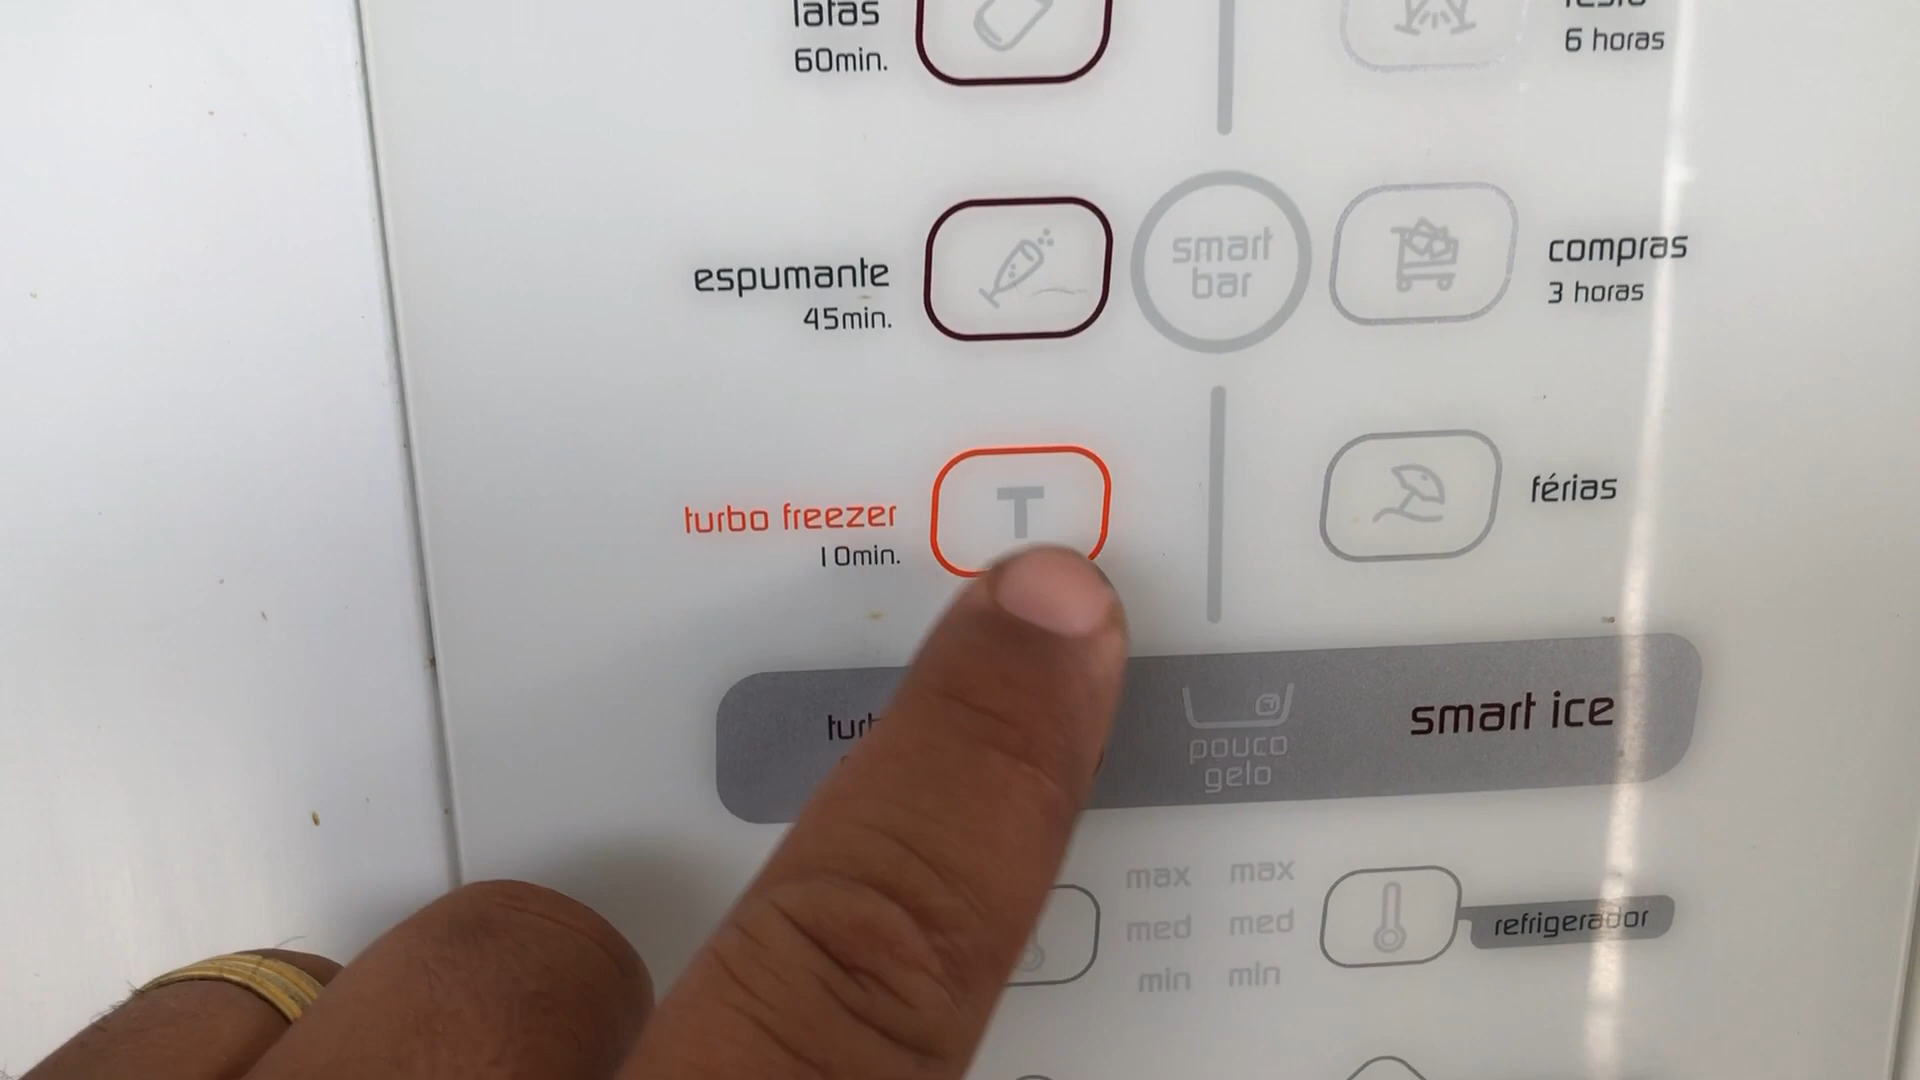 latas
60min.
6 horas
espumante
45min.
smart
bar
compras
3 horas
turbo freezer
10min.
T
férias
pouco
gelo
smart ice
max max
med med
min min
refrigerador